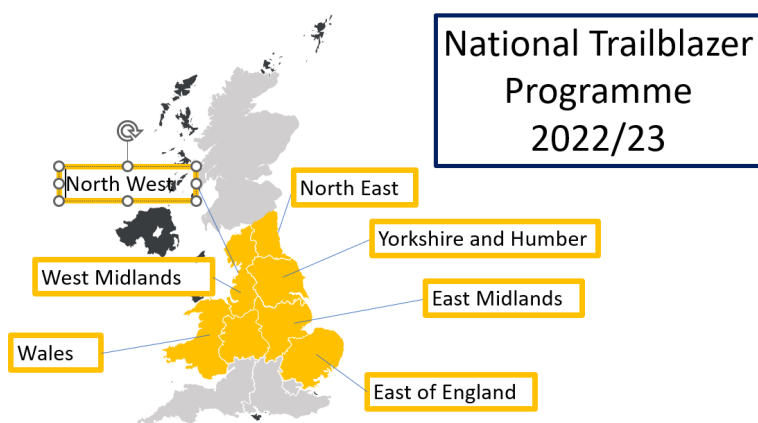 National Trailblazer
Programme
2022/23
North West
North East
Yorkshire and Humber
West Midlands
East Midlands
Wales
East of England